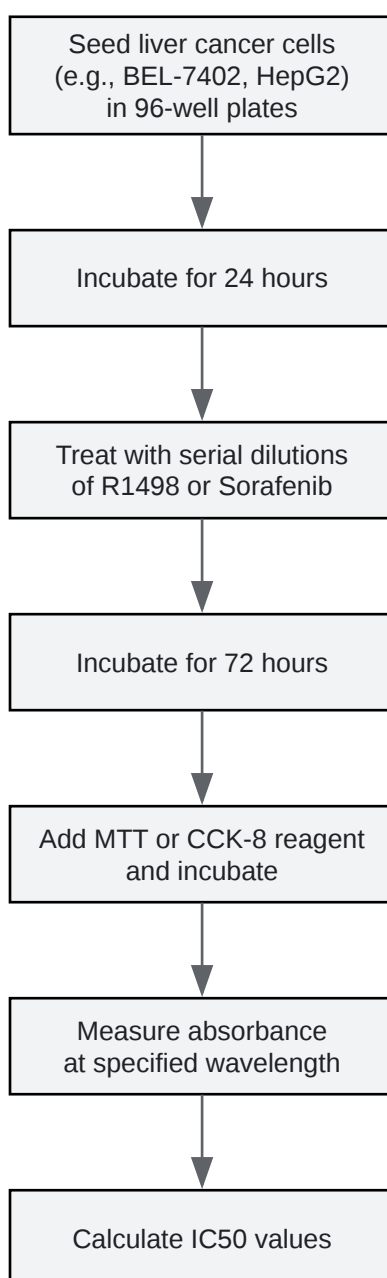 Seed liver cancer cells
(e.g., BEL-7402, HepG2)
in 96-well plates
Incubate for 24 hours
Treat with serial dilutions
of R1498 or Sorafenib
Incubate for 72 hours
Add MTT or CCK-8 reagent
and incubate
Measure absorbance
at specified wavelength
Calculate IC50 values